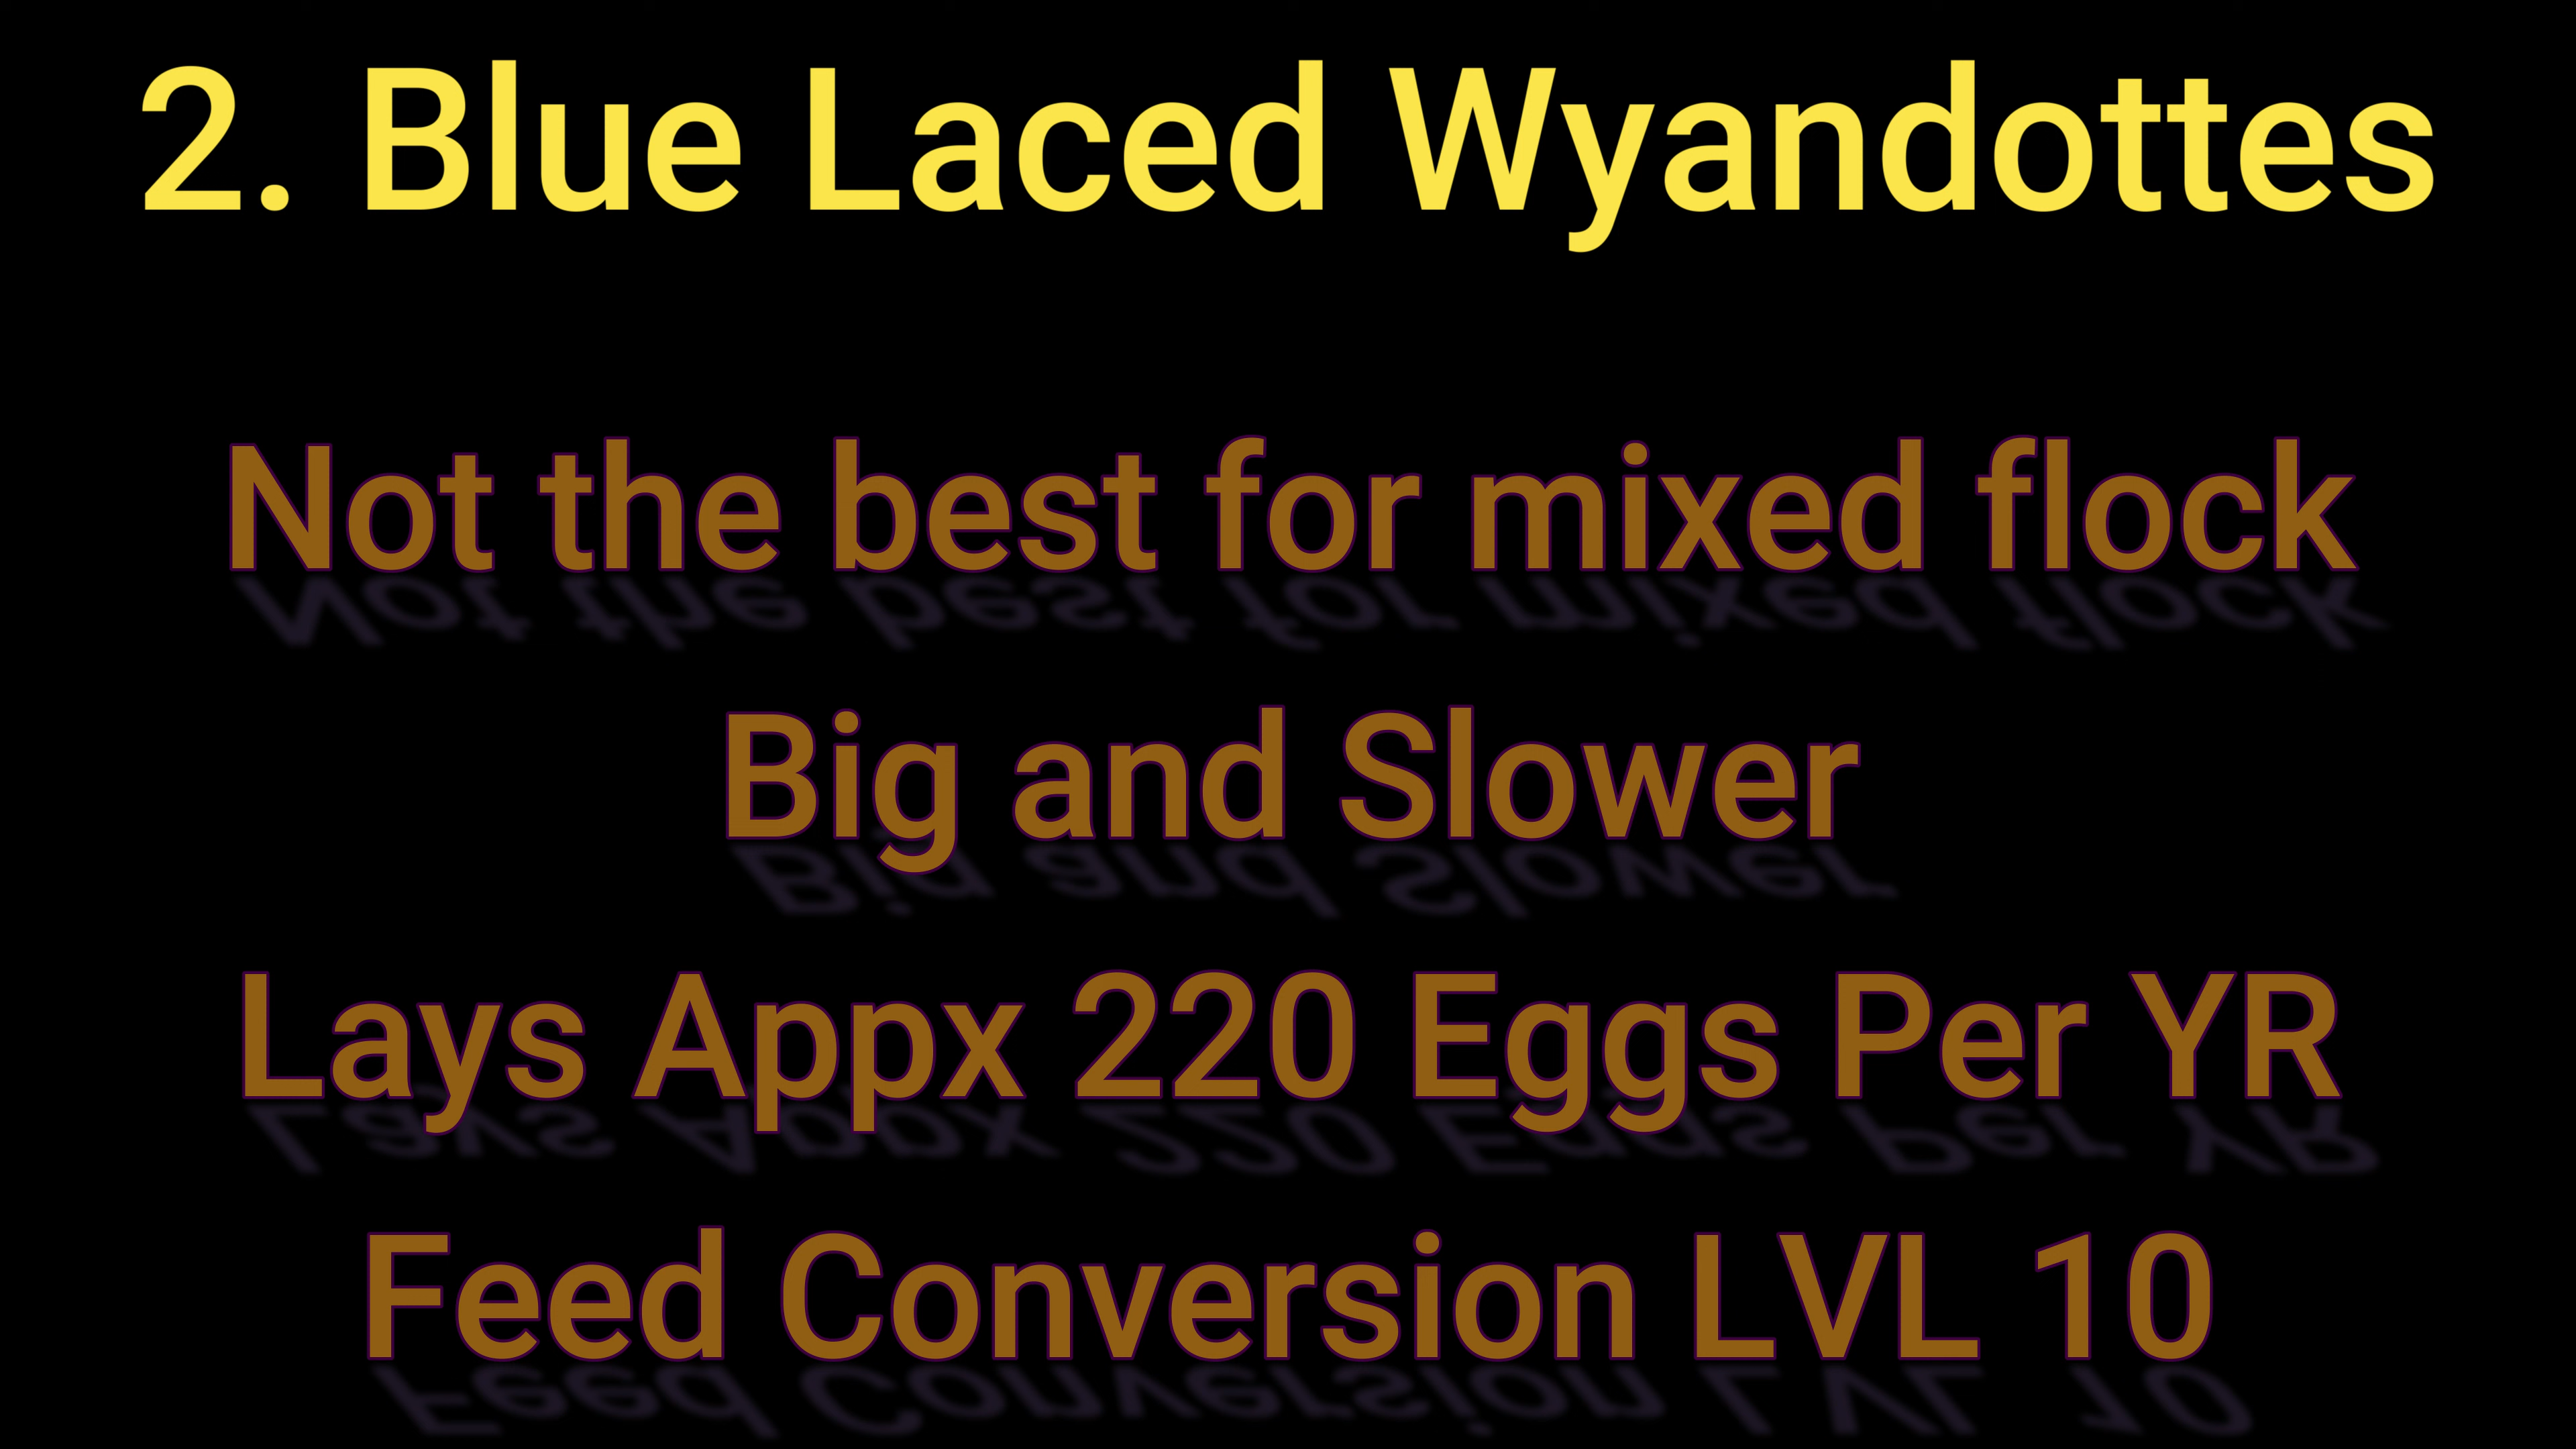 2. Blue Laced Wyandottes
Not the best for mixed flock
Big and Slower
Lays Appx 220 Eggs Per YR
Feed Conversion LVL 10